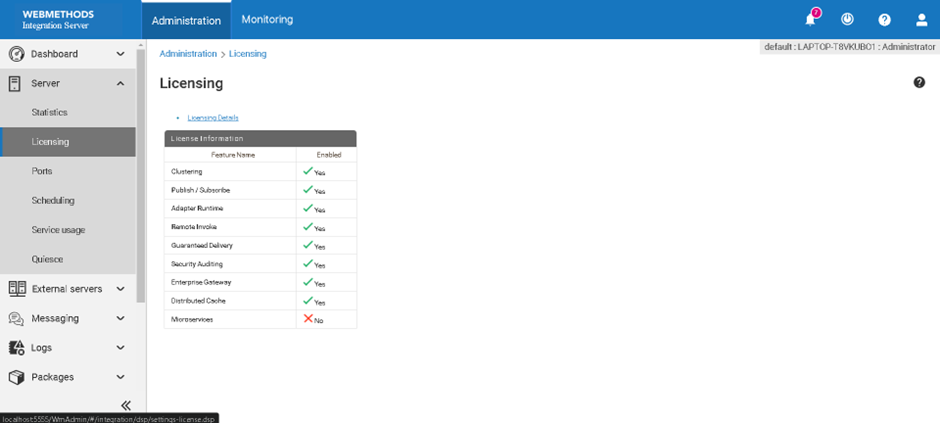 WEBMETHODS
Integration Server
Administration
Monitoring
7
default : LAPTOP-T8VKUBC1 : Administrator
Dashboard
Server
Statistics
Licensing
Ports
Scheduling
Service usage
Quiesce
External servers
Messaging
Logs
Packages
Administration > Licensing
Licensing
Licensing Details
License Information
Feature Name Enabled
Clustering Yes
Publish / Subscribe Yes
Adapter Runtime Yes
Remote Invoke Yes
Guaranteed Delivery Yes
Security Auditing Yes
Enterprise Gateway Yes
Distributed Cache Yes
Microservices No
localhost:5555/WmAdmin/#/integration/dsp/settings-license.dsp